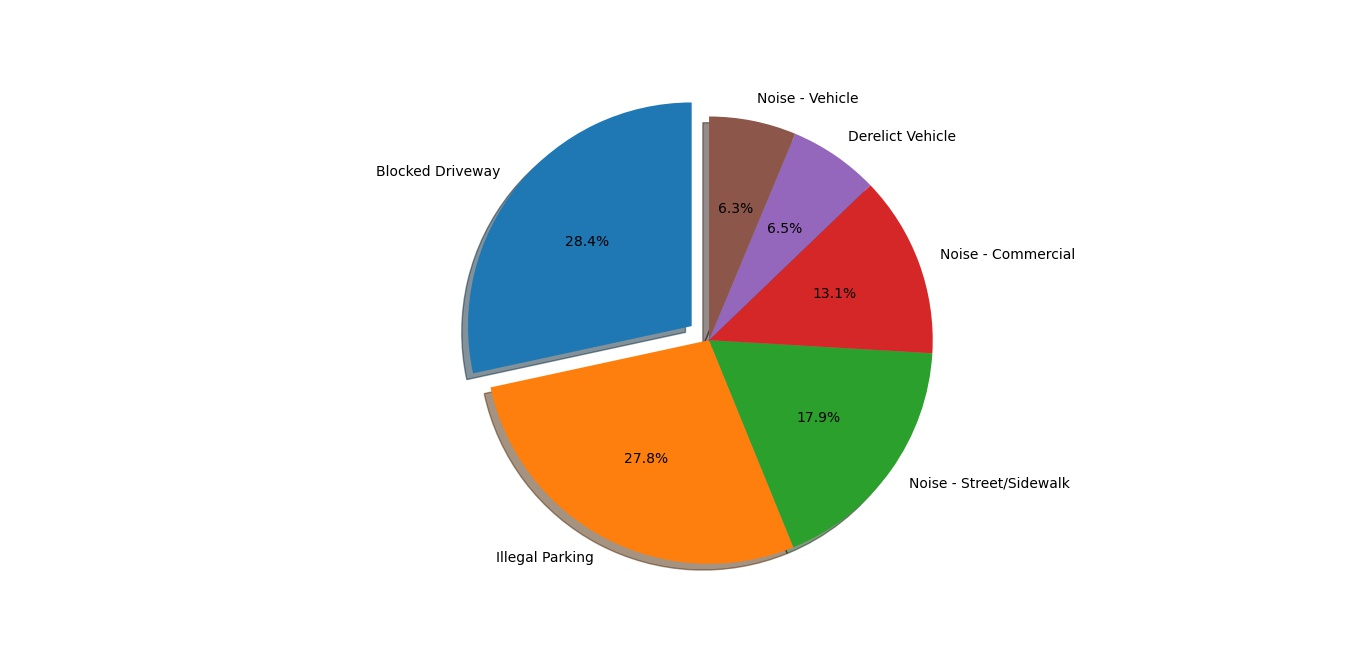 Noise - Vehicle
Derelict Vehicle
Blocked Driveway
6.3%
6.5%
28.4%
Noise - Commercial
13.1%
17.9%
27.8%
Noise - Street/Sidewalk
Illegal Parking